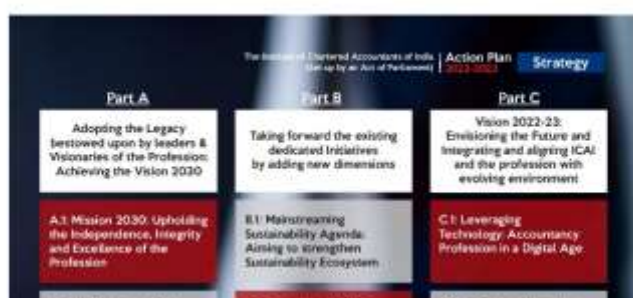 The Institute of Chartered Accountants of India
(Set up by an Act of Parliament)
Action Plan
2022-2023
Strategy
Part A
Adopting the Legacy
bestowed upon by leaders &
Visionaries of the Profession:
Achieving the Vision 2030
A.1: Mission 2030: Upholding
the Independence, Integrity
and Excellence of the
Profession
Part B
Taking forward the existing
dedicated Initiatives
by adding new dimensions
B.1: Mainstreaming
Sustainability Agenda:
Aiming to strengthen
Sustainability Ecosystem
Part C
Vision 2022-23:
Envisioning the Future and
Integrating and aligning ICAI
and the profession with
evolving environment
C.1: Leveraging
Technology: Accountancy
Profession in a Digital Age